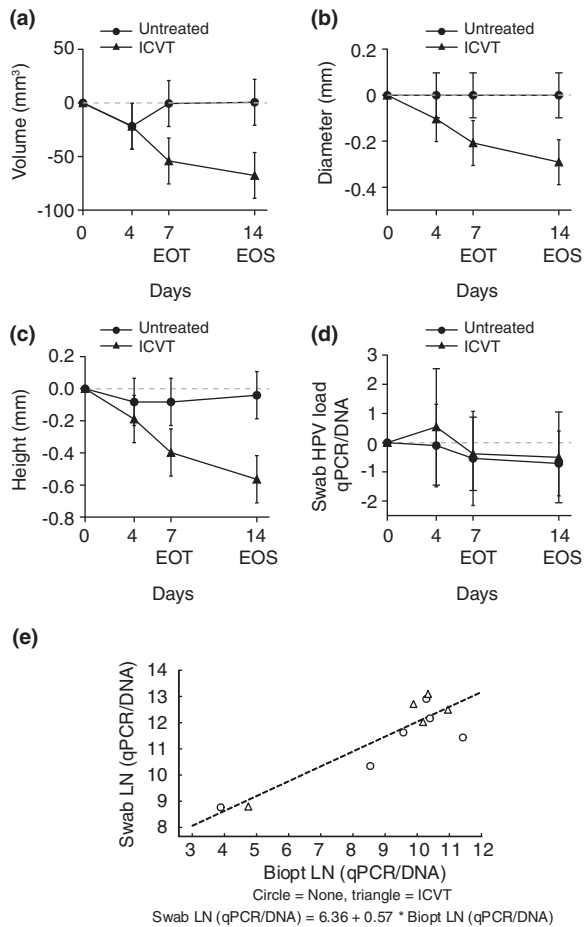 (a)
Untreated
ICVT
Volume (mm³)
50
0
-50
-100
0 4 7 14
EOT EOS
Days
(b)
Untreated
ICVT
Diameter (mm)
0.2
0
-0.2
-0.4
0 4 7 14
EOT EOS
Days
(c)
Untreated
ICVT
Height (mm)
0.2
0.0
-0.2
-0.4
-0.6
-0.8
0 4 7 14
EOT EOS
Days
(d)
Untreated
ICVT
Swab HPV load
qPCR/DNA
3
2
1
0
-1
-2
0 4 7 14
EOT EOS
Days
(e)
Swab LN (qPCR/DNA)
14
13
12
11
10
9
8
3 4 5 6 7 8 9 10 11 12
Biopt LN (qPCR/DNA)
Circle = None, triangle = ICVT
Swab LN (qPCR/DNA) = 6.36 + 0.57 * Biopt LN (qPCR/DNA)